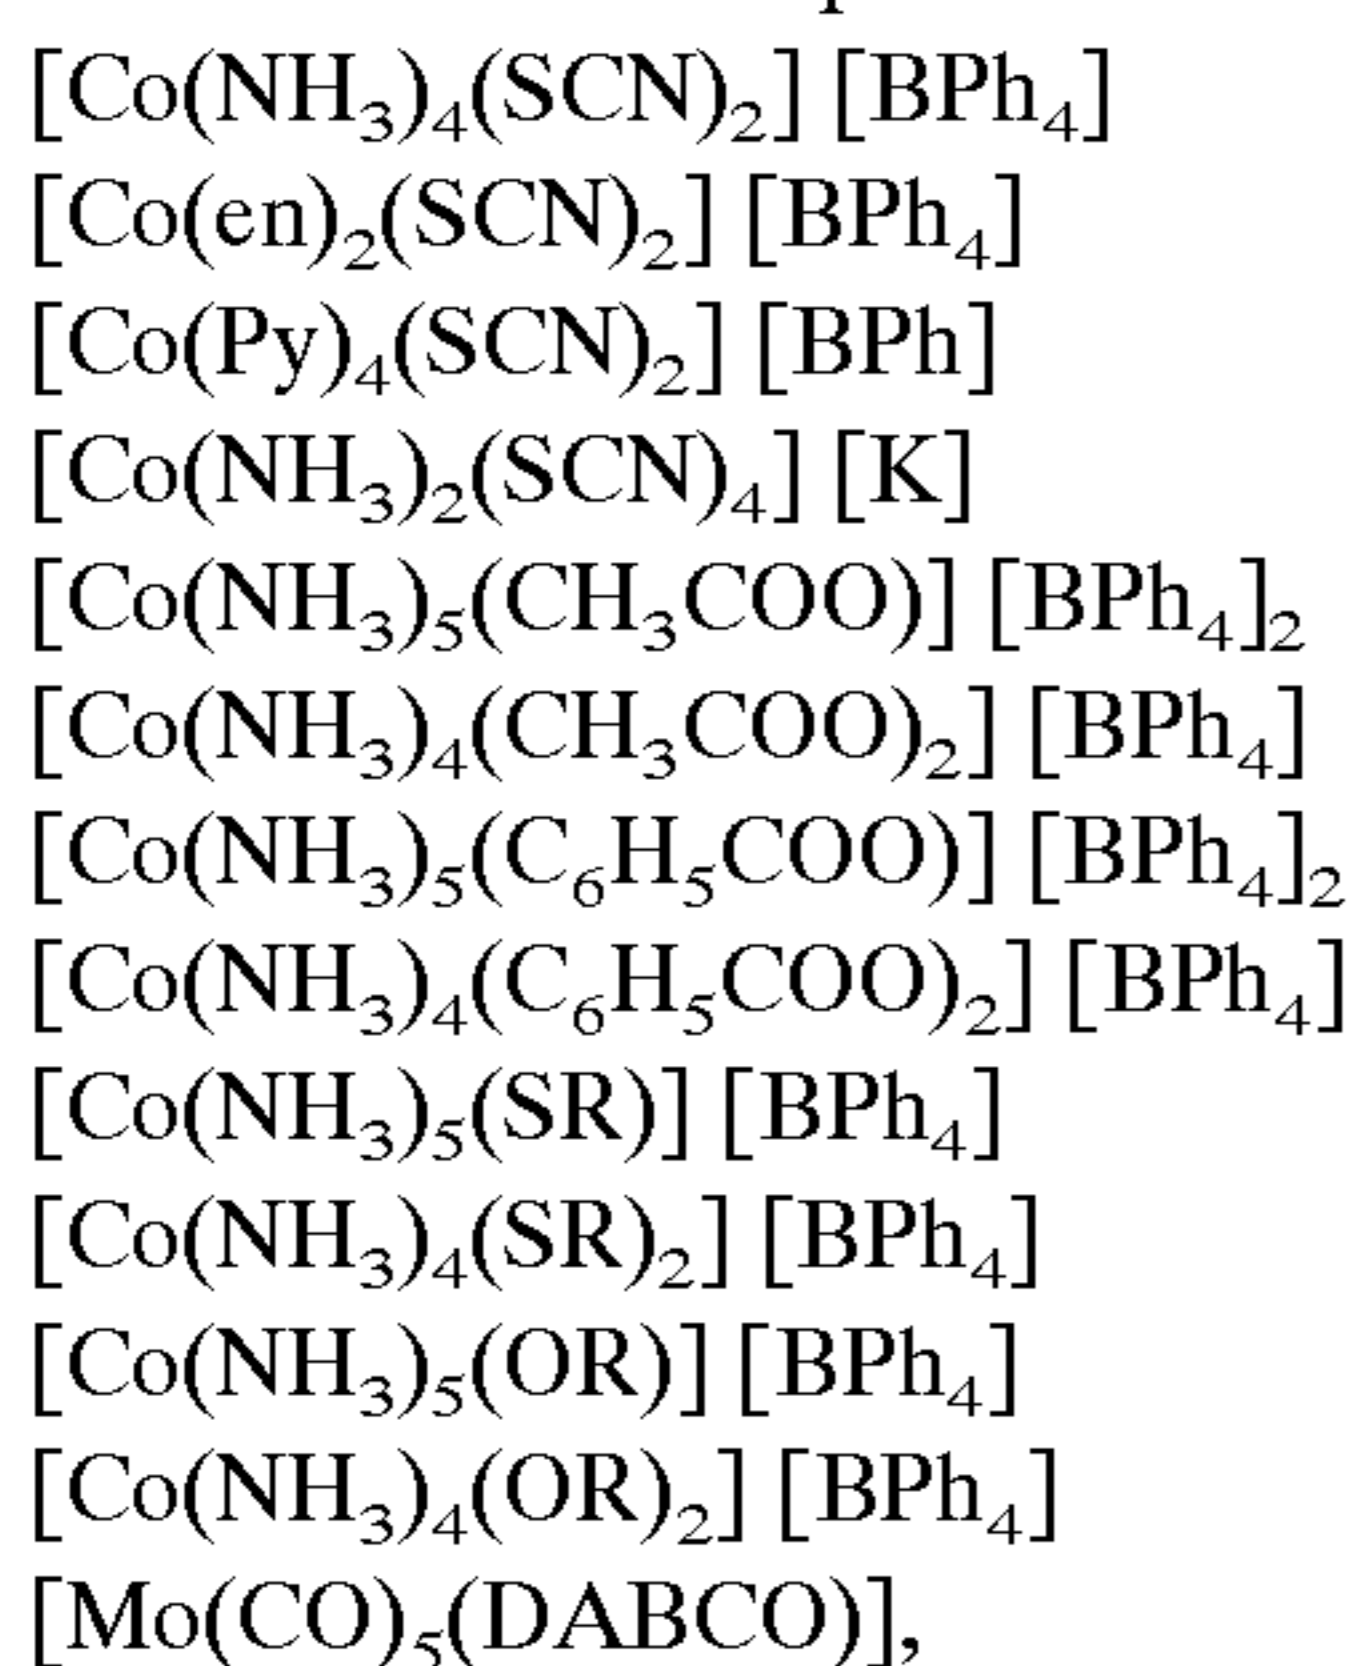 [Co(NH₃)₄(SCN)₂] [BPh₄]
[Co(en)₂(SCN)₂] [BPh₄]
[Co(Py)₄(SCN)₂] [BPh]
[Co(NH₃)₂(SCN)₄] [K]
[Co(NH₃)₅(CH₃COO)] [BPh₄]₂
[Co(NH₃)₄(CH₃COO)₂] [BPh₄]
[Co(NH₃)₅(C₆H₅COO)] [BPh₄]₂
[Co(NH₃)₄(C₆H₅COO)₂] [BPh₄]
[Co(NH₃)₅(SR)] [BPh₄]
[Co(NH₃)₄(SR)₂] [BPh₄]
[Co(NH₃)₅(OR)] [BPh₄]
[Co(NH₃)₄(OR)₂] [BPh₄]
[Mo(CO)₅(DABCO)],